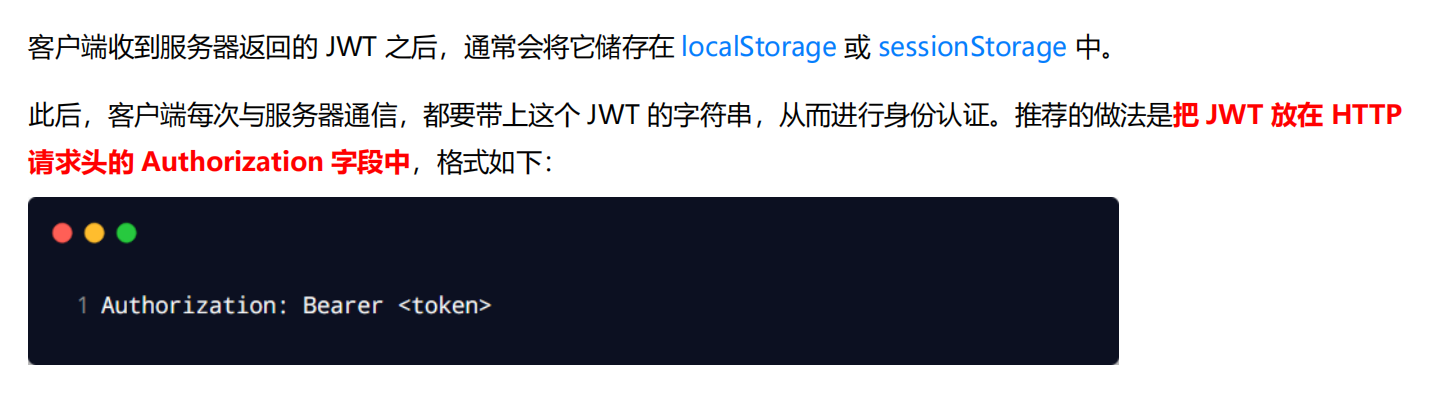 客户端收到服务器返回的 JWT 之后，通常会将它储存在 localStorage 或 sessionStorage 中。
此后，客户端每次与服务器通信，都要带上这个 JWT 的字符串，从而进行身份认证。推荐的做法是把 JWT 放在 HTTP
请求头的 Authorization 字段中，格式如下：
1 Authorization: Bearer <token>